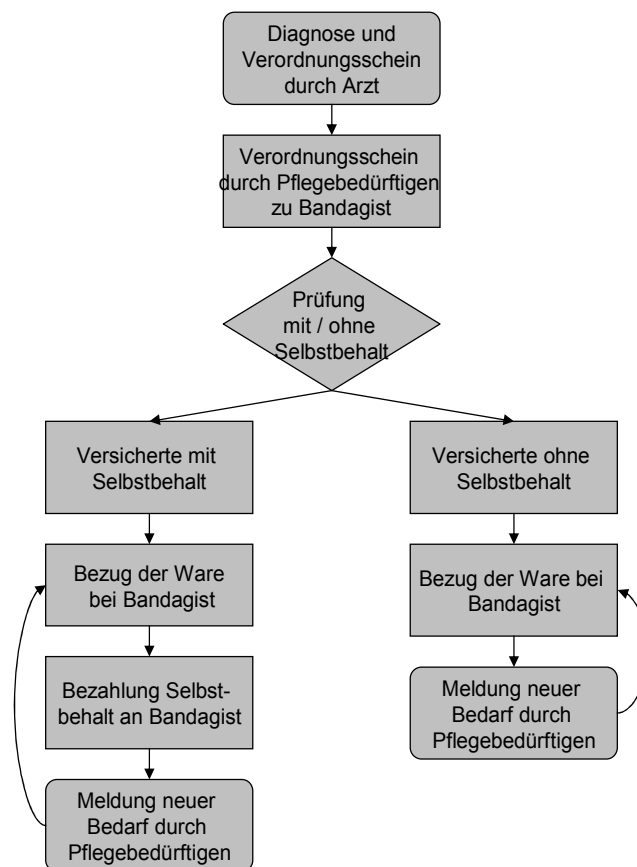 Diagnose und
Verordnungsschein
durch Arzt
Verordnungsschein
durch Pflegebedürftigen
zu Bandagist
Prüfung
mit / ohne
Selbstbehalt
Versicherte mit
Selbstbehalt
Bezug der Ware
bei Bandagist
Bezahlung Selbst-
behalt an Bandagist
Meldung neuer
Bedarf durch
Pflegebedürftigen
Versicherte ohne
Selbstbehalt
Bezug der Ware bei
Bandagist
Meldung neuer
Bedarf durch
Pflegebedürftigen